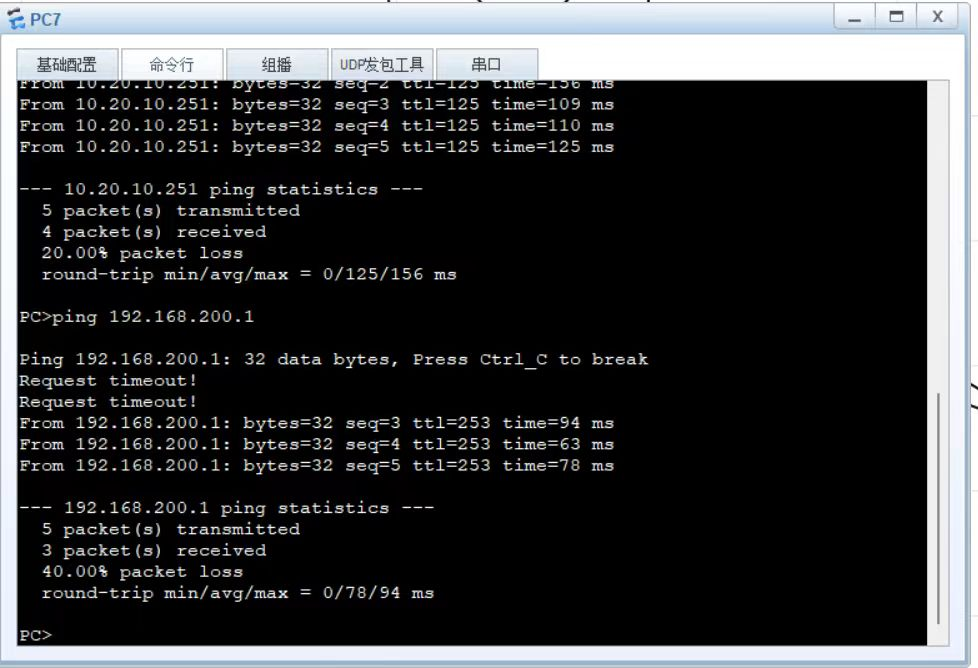 PC7
基础配置 命令行 组播 UDP发包工具 串口
From 10.20.10.251: bytes=32 seq=2 ttl=125 time=156 ms
From 10.20.10.251: bytes=32 seq=3 ttl=125 time=109 ms
From 10.20.10.251: bytes=32 seq=4 ttl=125 time=110 ms
From 10.20.10.251: bytes=32 seq=5 ttl=125 time=125 ms
--- 10.20.10.251 ping statistics ---
5 packet(s) transmitted
4 packet(s) received
20.00% packet loss
round-trip min/avg/max = 0/125/156 ms
PC>ping 192.168.200.1
Ping 192.168.200.1: 32 data bytes, Press Ctrl_C to break
Request timeout!
Request timeout!
From 192.168.200.1: bytes=32 seq=3 ttl=253 time=94 ms
From 192.168.200.1: bytes=32 seq=4 ttl=253 time=63 ms
From 192.168.200.1: bytes=32 seq=5 ttl=253 time=78 ms
--- 192.168.200.1 ping statistics ---
5 packet(s) transmitted
3 packet(s) received
40.00% packet loss
round-trip min/avg/max = 0/78/94 ms
PC>